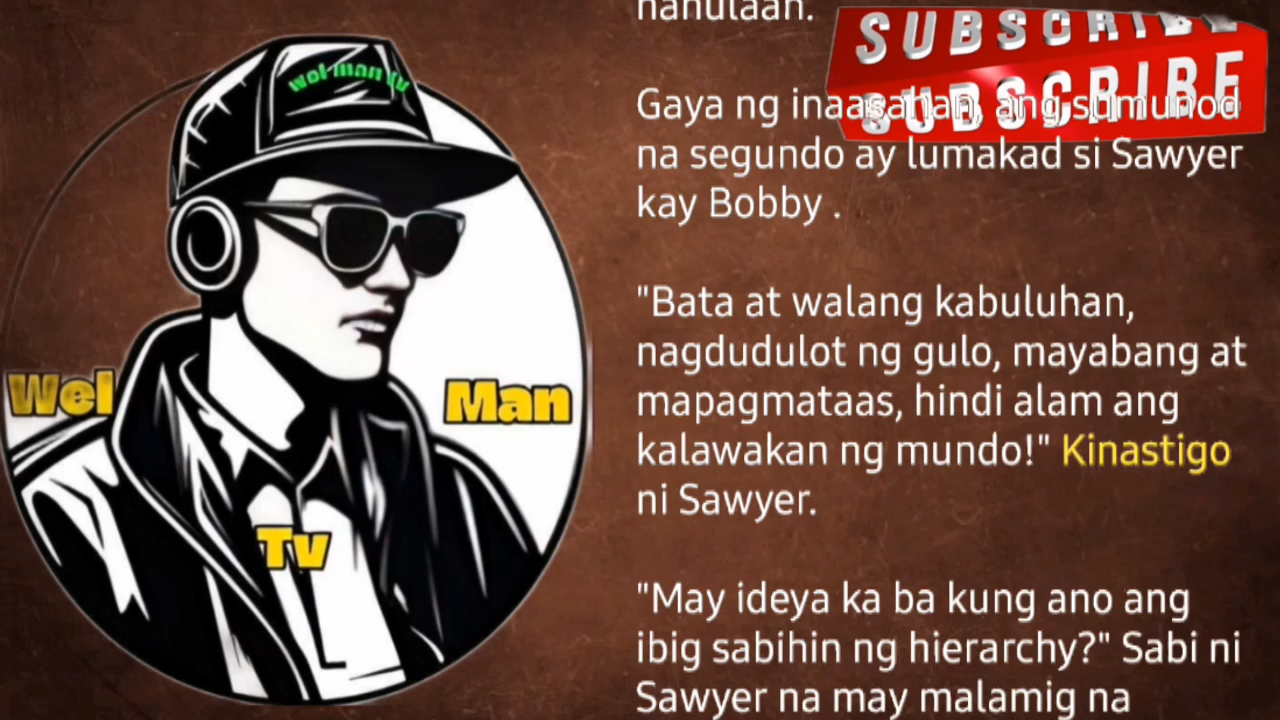 wel man tv
Wel
Man
Tv
SUBSCRIBE
SUBSCRIBE
nahulaan.
Gaya ng inaasahan, ang sumunod
na segundo ay lumakad si Sawyer
kay Bobby .
"Bata at walang kabuluhan,
nagdudulot ng gulo, mayabang at
mapagmataas, hindi alam ang
kalawakan ng mundo!" Kinastigo
ni Sawyer.
"May ideya ka ba kung ano ang
ibig sabihin ng hierarchy?" Sabi ni
Sawyer na may malamig na